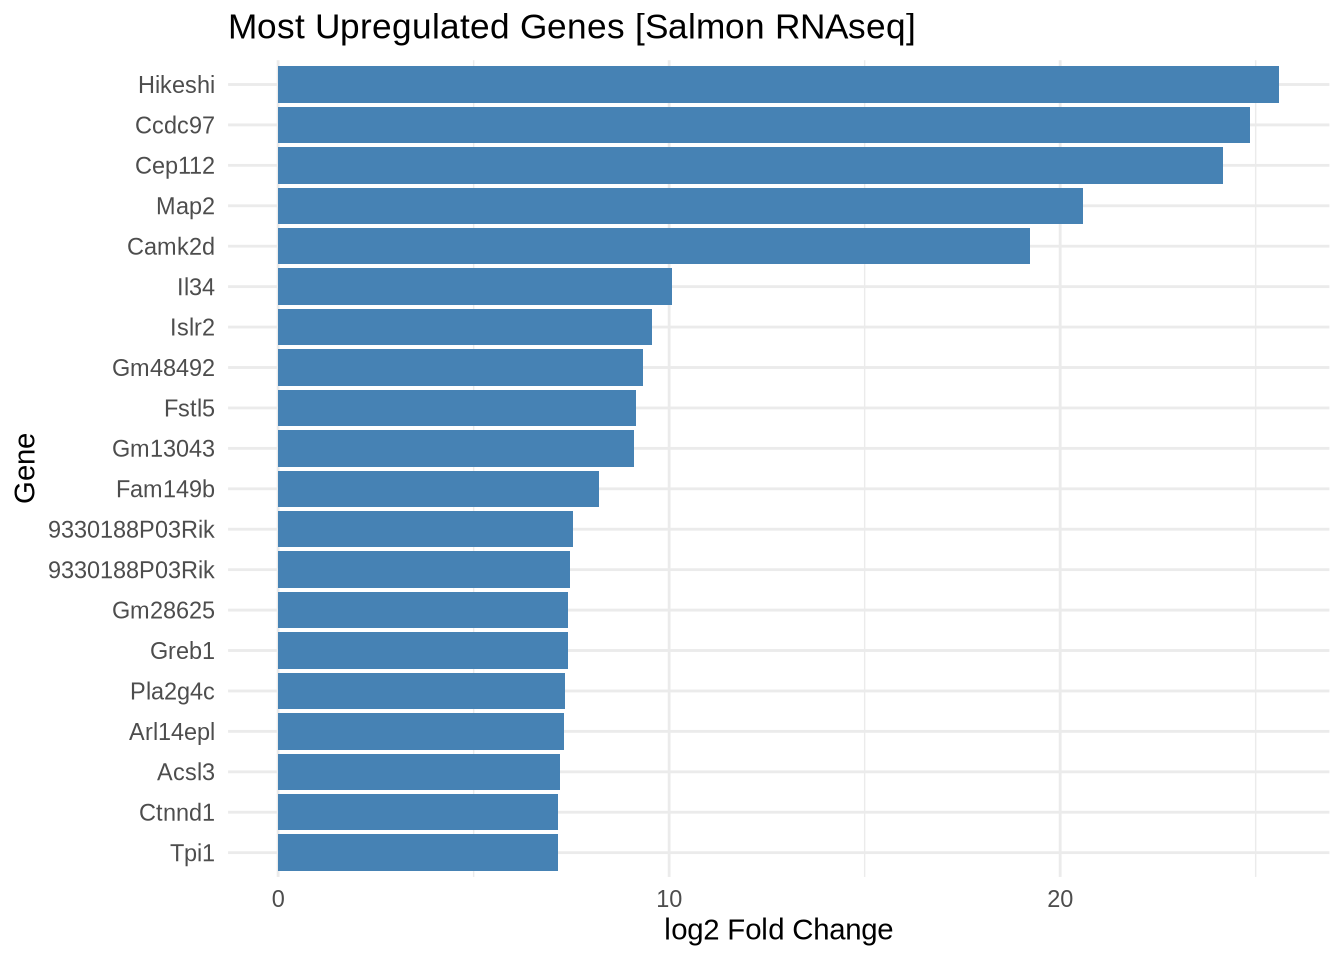 Most Upregulated Genes [Salmon RNAseq]
Hikeshi
Ccdc97
Cep112
Map2
Camk2d
Il34
Islr2
Gm48492
Fstl5
Gm13043
Fam149b
9330188P03Rik
9330188P03Rik
Gm28625
Greb1
Pla2g4c
Arl14epl
Acsl3
Ctnnd1
Tpi1
Gene
0 10 20
log2 Fold Change